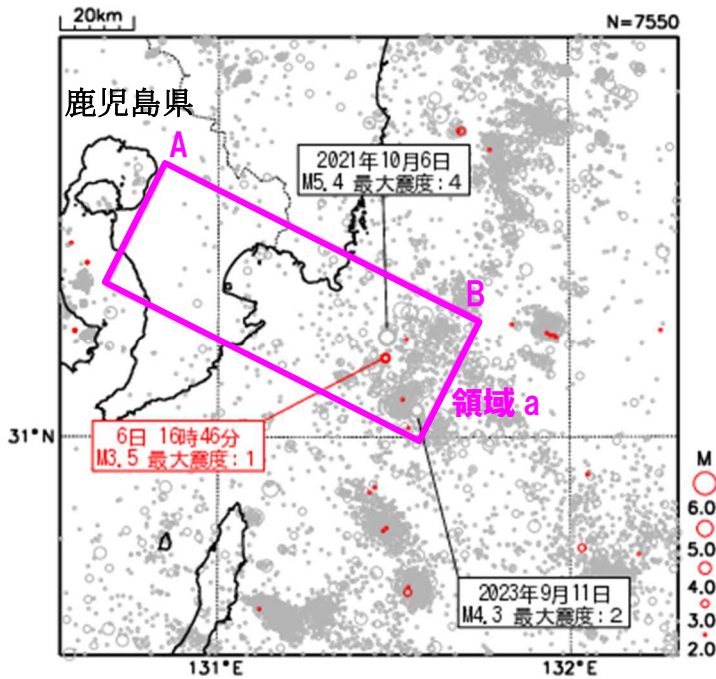 20km
N=7550
鹿児島県
A
2021年10月6日
M5.4 最大震度:4
B
領域a
6日 16時46分
M3.5 最大震度:1
31°N
M
6.0
5.0
4.0
3.0
2.0
2023年9月11日
M4.3 最大震度:2
131°E
132°E